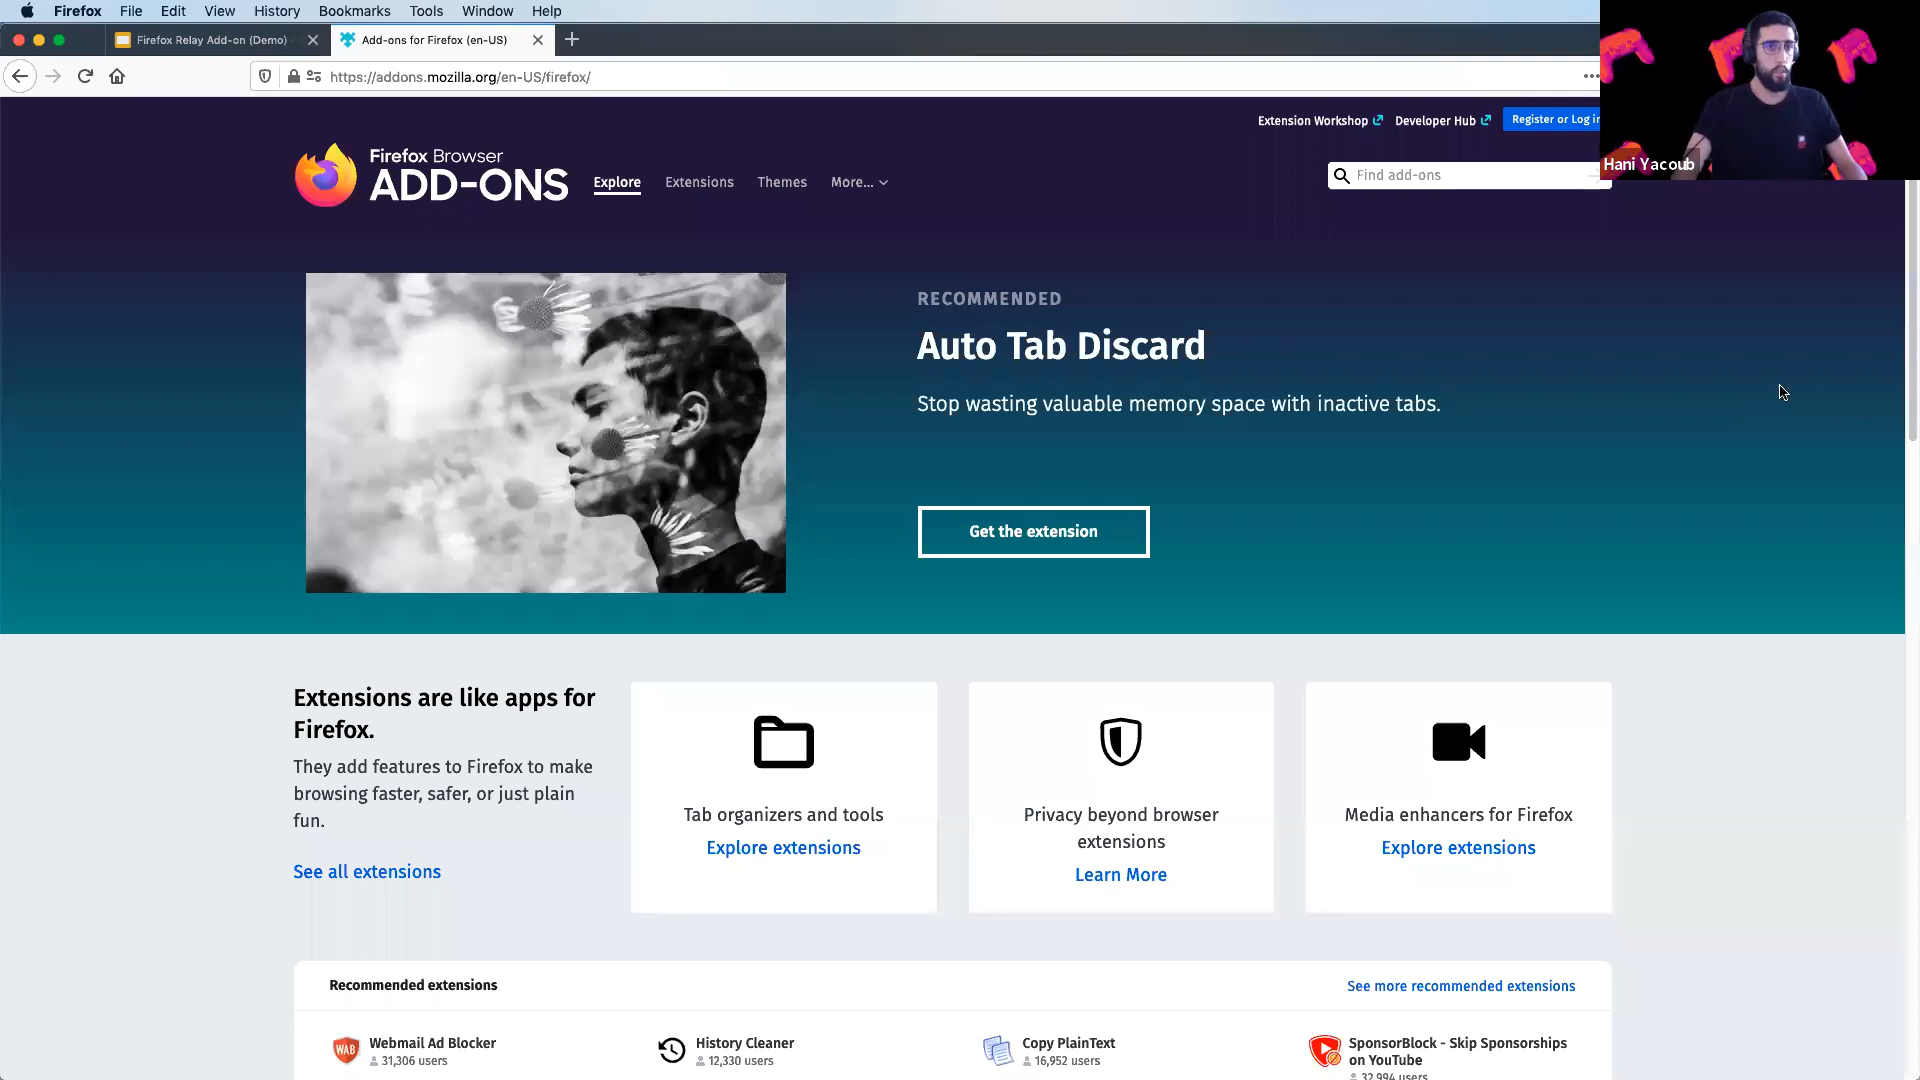 Firefox File Edit View History Bookmarks Tools Window Help
Firefox Relay Add-on (Demo)
Add-ons for Firefox (en-US)
https://addons.mozilla.org/en-US/firefox/
Hani Yacoub
Extension Workshop
Developer Hub
Register or Log in
Firefox Browser
ADD-ONS
Explore
Extensions
Themes
More...
Find add-ons
RECOMMENDED
Auto Tab Discard
Stop wasting valuable memory space with inactive tabs.
Get the extension
Extensions are like apps for
Firefox.
They add features to Firefox to make
browsing faster, safer, or just plain
fun.
See all extensions
Tab organizers and tools
Explore extensions
Privacy beyond browser
extensions
Learn More
Media enhancers for Firefox
Explore extensions
Recommended extensions
See more recommended extensions
WAB
Webmail Ad Blocker
31,306 users
History Cleaner
12,330 users
Copy PlainText
16,952 users
SponsorBlock - Skip Sponsorships
on YouTube
32,994 users